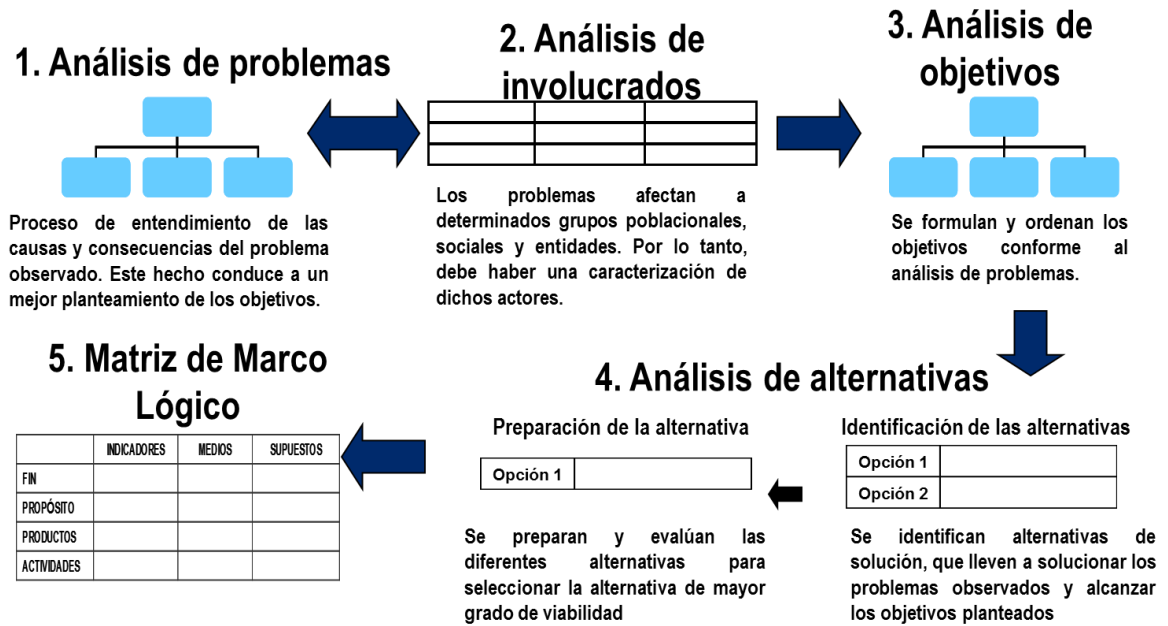 1. Análisis de problemas
Proceso de entendimiento de las
causas y consecuencias del problema
observado. Este hecho conduce a un
mejor planteamiento de los objetivos.
2. Análisis de
involucrados
Los problemas afectan a
determinados grupos poblacionales,
sociales y entidades. Por lo tanto,
debe haber una caracterización de
dichos actores.
3. Análisis de
objetivos
Se formulan y ordenan los
objetivos conforme al
análisis de problemas.
4. Análisis de alternativas
Identificación de las alternativas
Opción 1
Opción 2
Se identifican alternativas de
solución, que lleven a solucionar los
problemas observados y alcanzar
los objetivos planteados
Preparación de la alternativa
Opción 1
Se preparan y evalúan las
diferentes alternativas para
seleccionar la alternativa de mayor
grado de viabilidad
5. Matriz de Marco
Lógico
INDICADORES MEDIOS SUPUESTOS
FIN
PROPÓSITO
PRODUCTOS
ACTIVIDADES